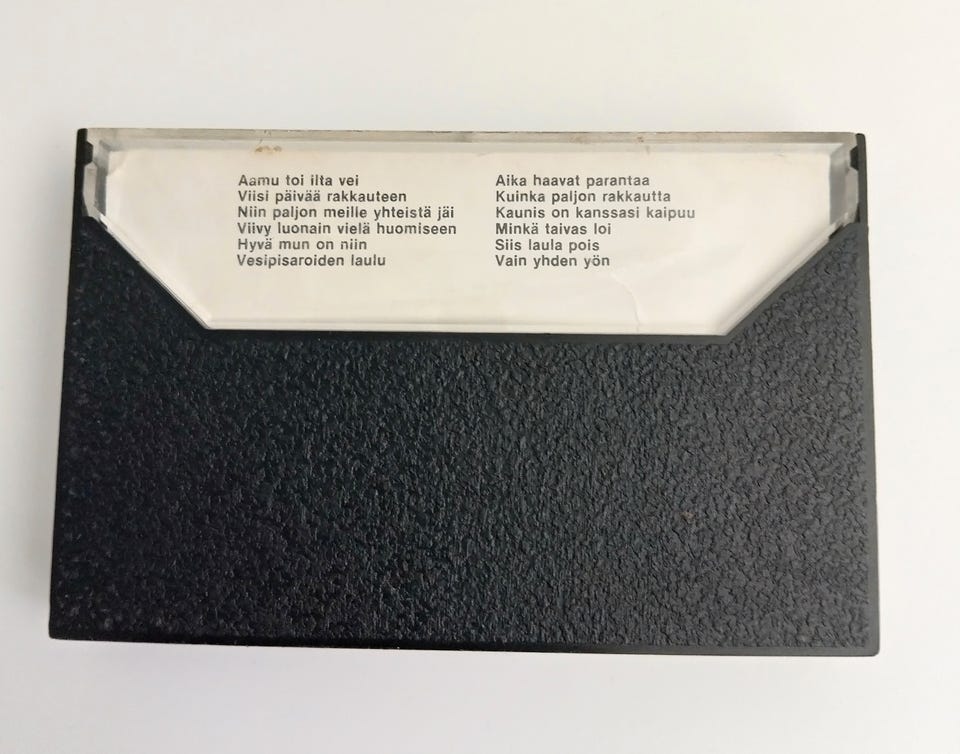 Aamu toi ilta vei
Viisi päivää rakkauteen
Niin paljon meille yhteistä jäi
Viivy luonain vielä huomiseen
Hyvä mun on niin
Vesipisaroiden laulu
Aika haavat parantaa
Kuinka paljon rakkautta
Kaunis on kanssasi kaipuu
Minkä taivas loi
Siis laula pois
Vain yhden yön